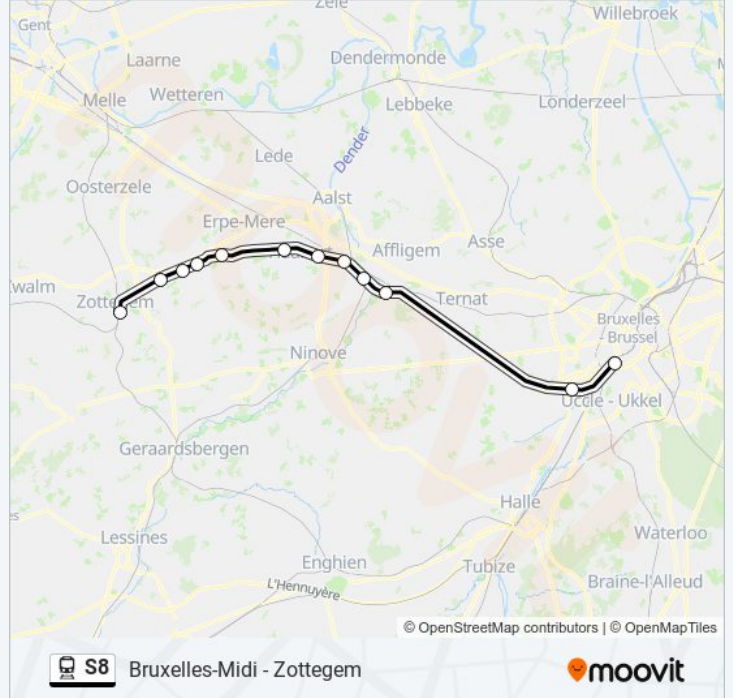 Zele
Willebroek
Gent
Laarne
Dendermonde
Wetteren
Melle
Lebbeke
Londerzeel
Dender
Lede
Oosterzele
Aalst
Erpe-Mere
Affligem
Asse
Zwalm
Zottegem
Ternat
Bruxelles
- Brussel
Ninove
Uccle - Ukkel
Geraardsbergen
Halle
Lessines
Waterloo
Enghien
Tubize
Braine-l'Alleud
L'Hennuyère
© OpenStreetMap contributors | © OpenMapTiles
S8 Bruxelles-Midi - Zottegem
moovit